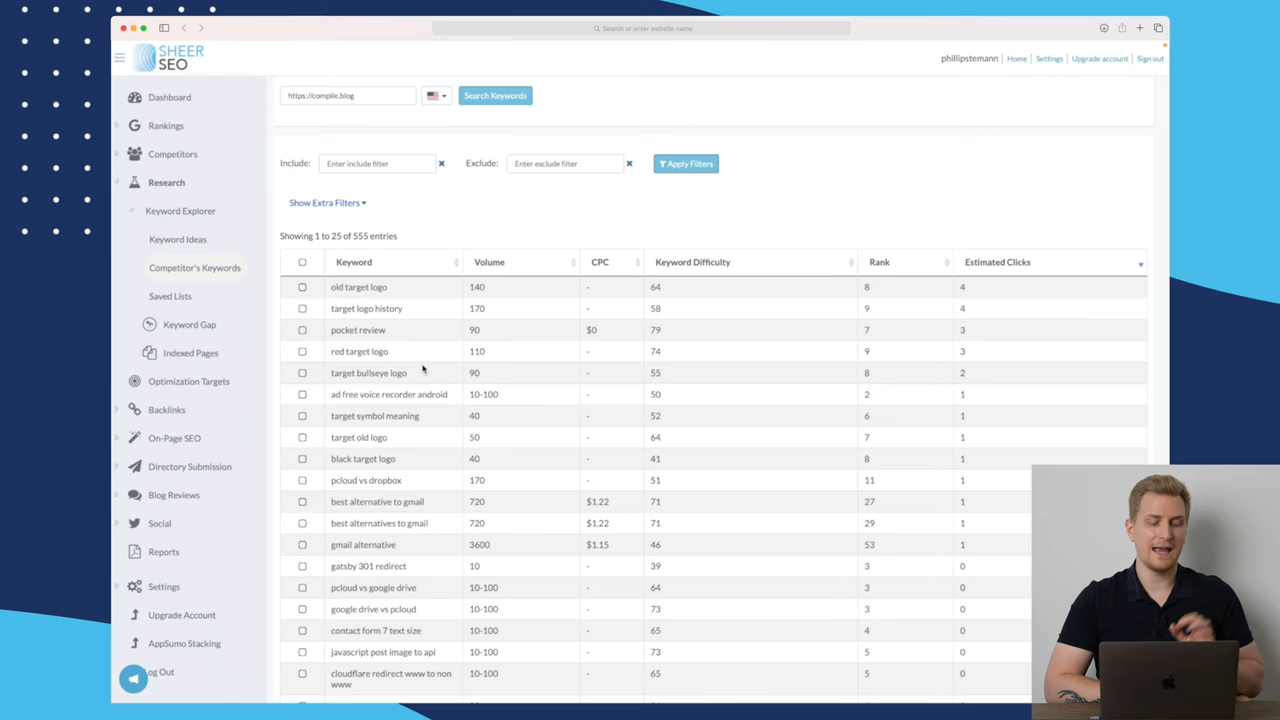 Search or enter website name
SHEER
SEO
phillipstemann Home Settings Upgrade account Sign out
https://compile.blog Search Keywords
Dashboard
Rankings
Competitors
Research
Keyword Explorer
Keyword Ideas
Competitor's Keywords
Saved Lists
Keyword Gap
Indexed Pages
Optimization Targets
Backlinks
On-Page SEO
Directory Submission
Blog Reviews
Social
Reports
Settings
Upgrade Account
AppSumo Stacking
Log Out
Include: Enter include filter Exclude: Enter exclude filter Apply Filters
Show Extra Filters
Showing 1 to 25 of 555 entries
Keyword Volume CPC Keyword Difficulty Rank Estimated Clicks
old target logo 140 - 64 8 4
target logo history 170 - 58 9 4
pocket review 90 $0 79 7 3
red target logo 110 - 74 9 3
target bullseye logo 90 - 55 8 2
ad free voice recorder android 10-100 - 50 2 1
target symbol meaning 40 - 52 6 1
target old logo 50 - 64 7 1
black target logo 40 - 41 8 1
pcloud vs dropbox 170 - 51 11 1
best alternative to gmail 720 $1.22 71 27 1
best alternatives to gmail 720 $1.22 71 29 1
gmail alternative 3600 $1.15 46 53 1
gatsby 301 redirect 10 - 39 3 0
pcloud vs google drive 10-100 - 64 3 0
google drive vs pcloud 10-100 - 73 3 0
contact form 7 text size 10-100 - 65 4 0
javascript post image to api 10-100 - 73 5 0
cloudflare redirect www to non 10-100 - 65 5 0
www